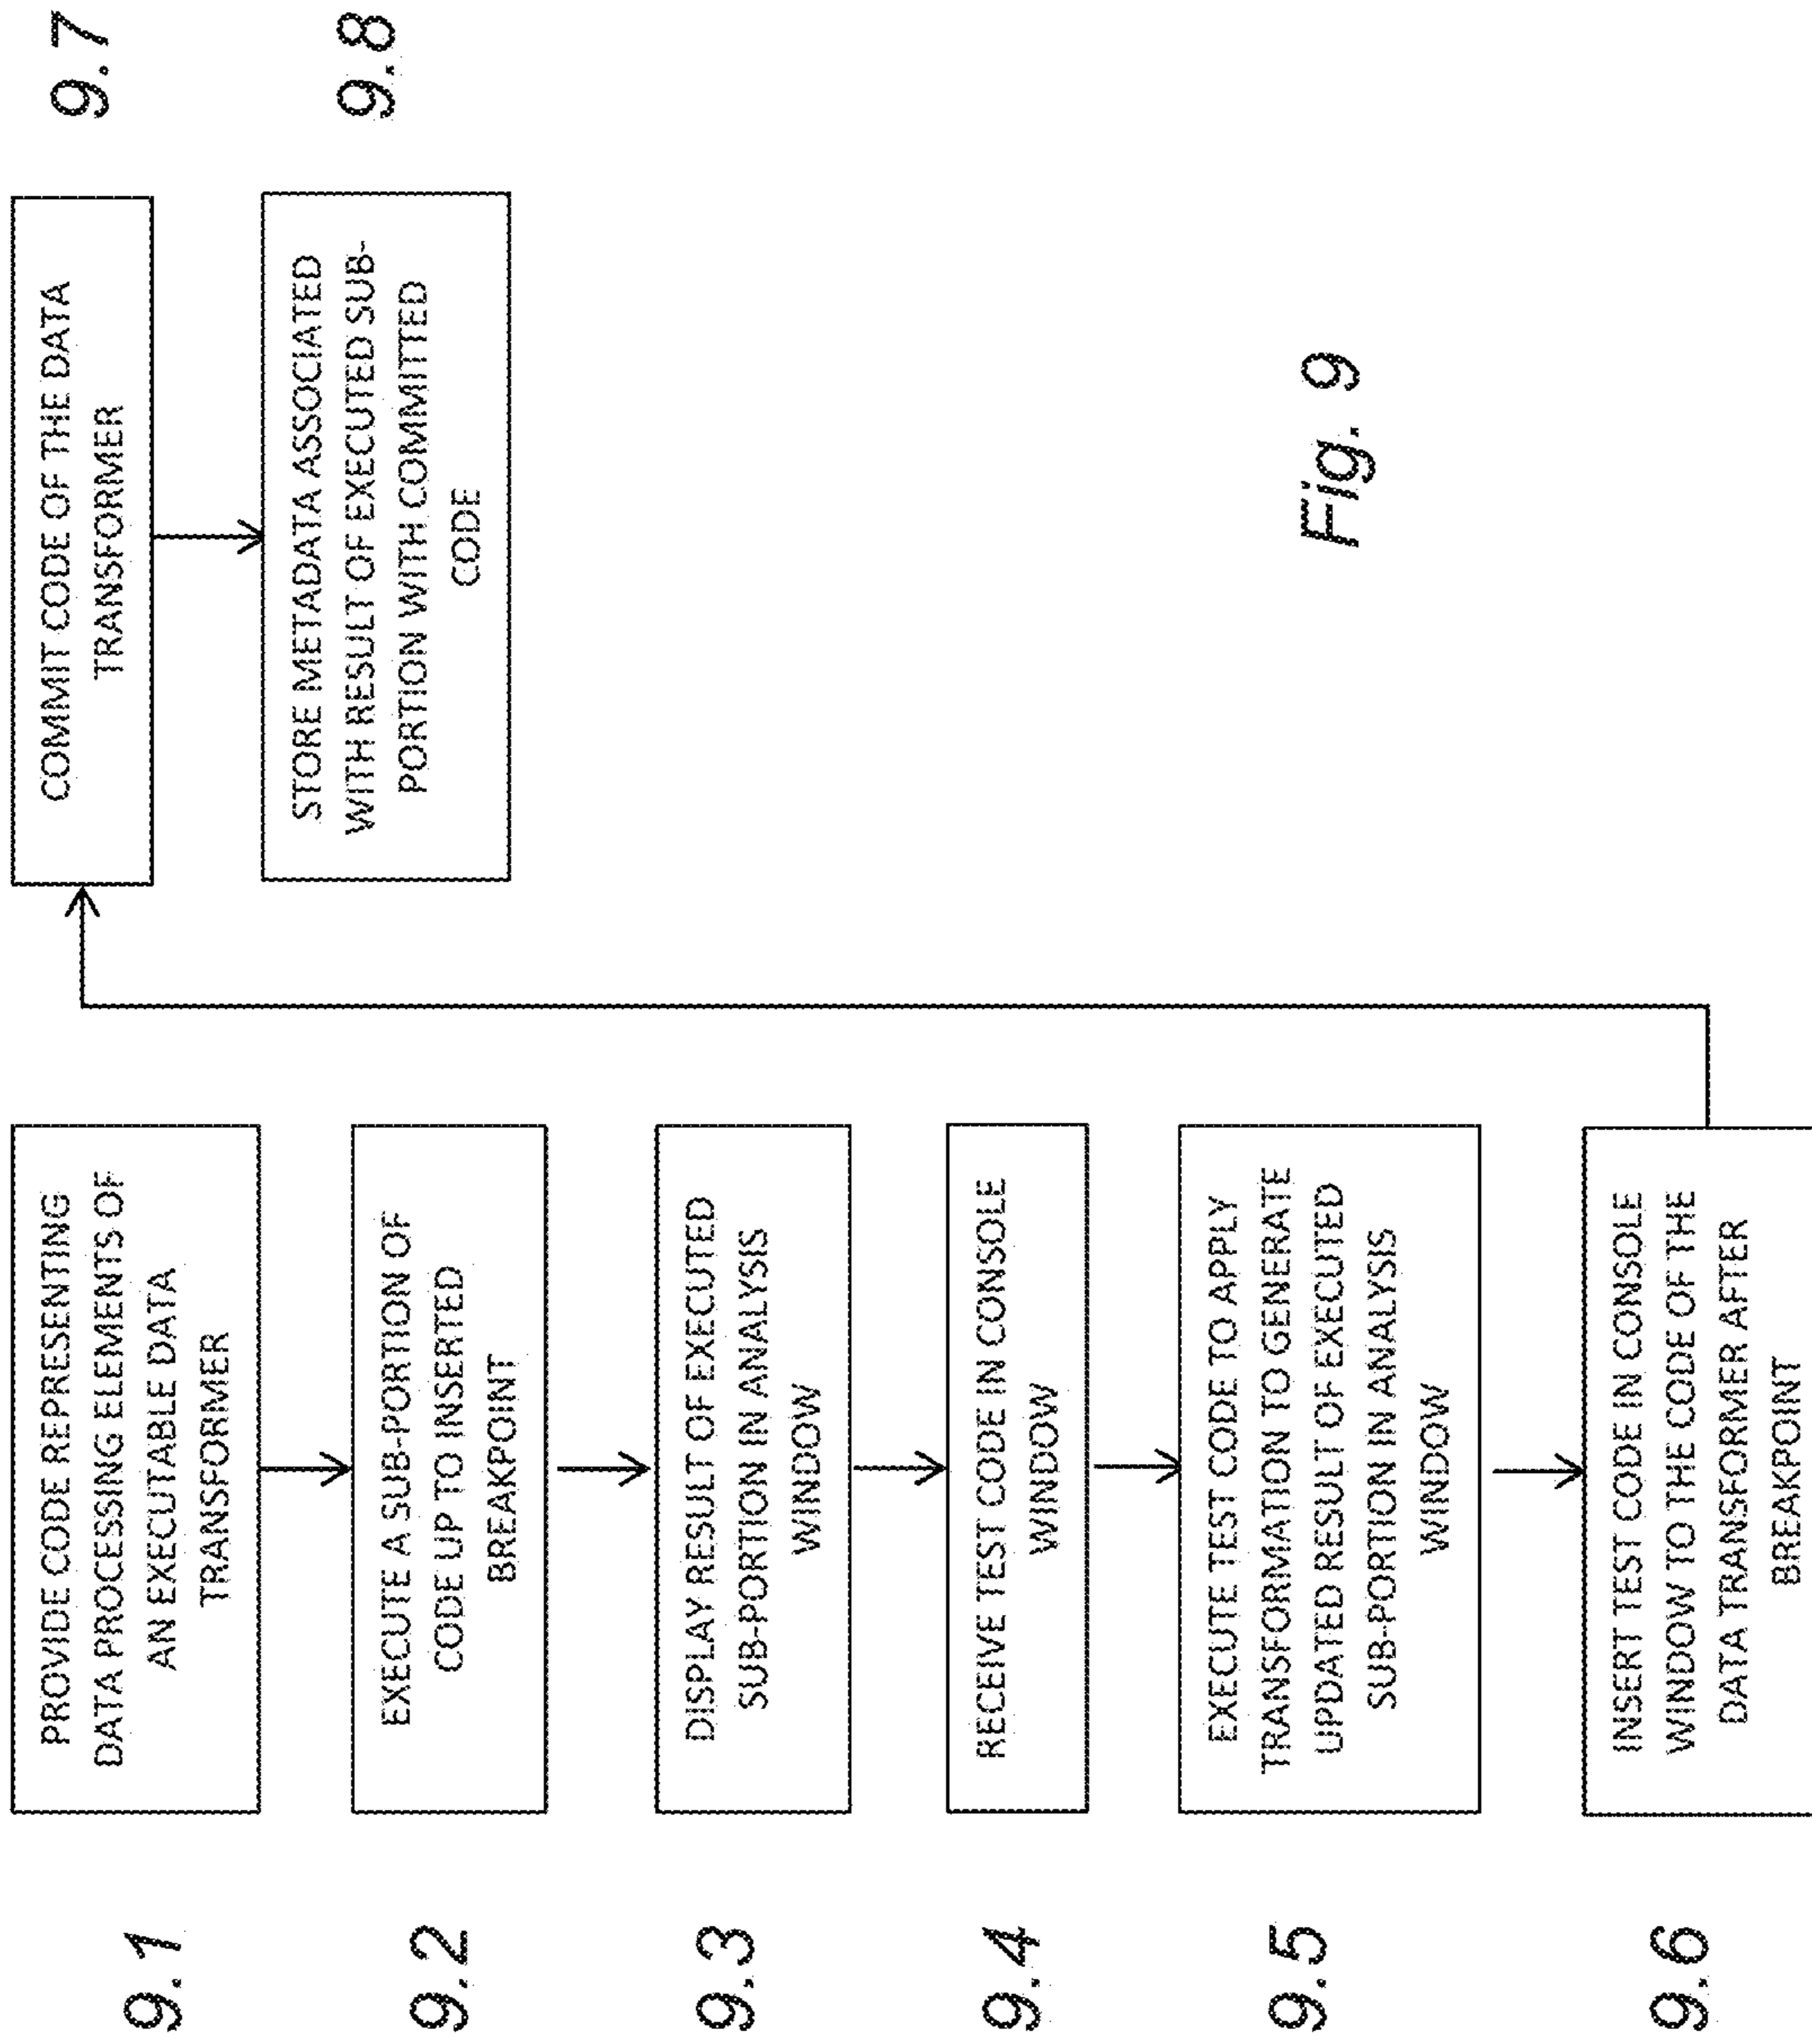 9.1
PROVIDE CODE REPRESENTING
DATA PROCESSING ELEMENTS OF
AN EXECUTABLE DATA
TRANSFORMER
9.2
EXECUTE A SUB-PORTION OF
CODE UP TO INSERTED
BREAKPOINT
9.3
DISPLAY RESULT OF EXECUTED
SUB-PORTION IN ANALYSIS
WINDOW
9.4
RECEIVE TEST CODE IN CONSOLE
WINDOW
9.5
EXECUTE TEST CODE TO APPLY
TRANSFORMATION TO GENERATE
UPDATED RESULT OF EXECUTED
SUB-PORTION IN ANALYSIS
WINDOW
9.6
INSERT TEST CODE IN CONSOLE
WINDOW TO THE CODE OF THE
DATA TRANSFORMER AFTER
BREAKPOINT
COMMIT CODE OF THE DATA
TRANSFORMER
9.7
STORE METADATA ASSOCIATED
WITH RESULT OF EXECUTED SUB-
PORTION WITH COMMITTED
CODE
9.8
Fig. 9